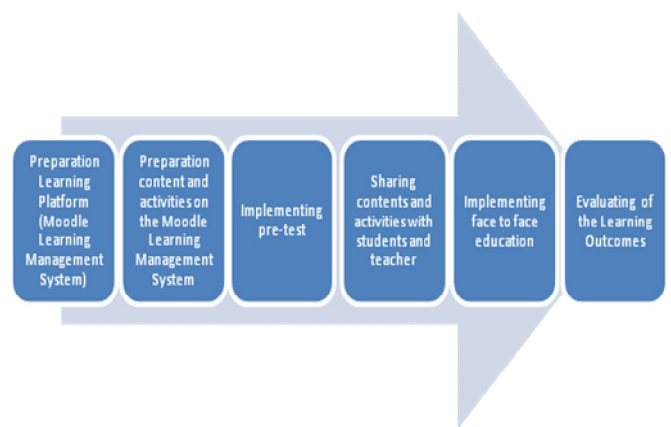 Preparation
Learning
Platform
(Moodle
Learning
Management
System)
Preparation
content and
activities on
the Moodle
Learning
Management
System
Implementing
pre-test
Sharing
contents and
activities with
students and
teacher
Implementing
face to face
education
Evaluating of
the Learning
Outcomes